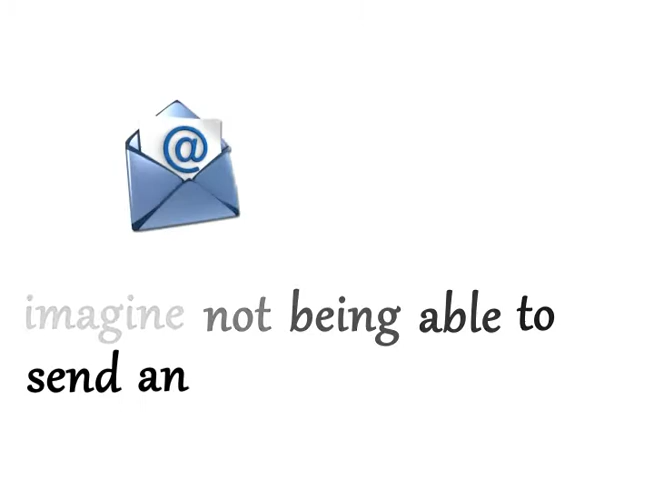 @
imagine not being able to
send an